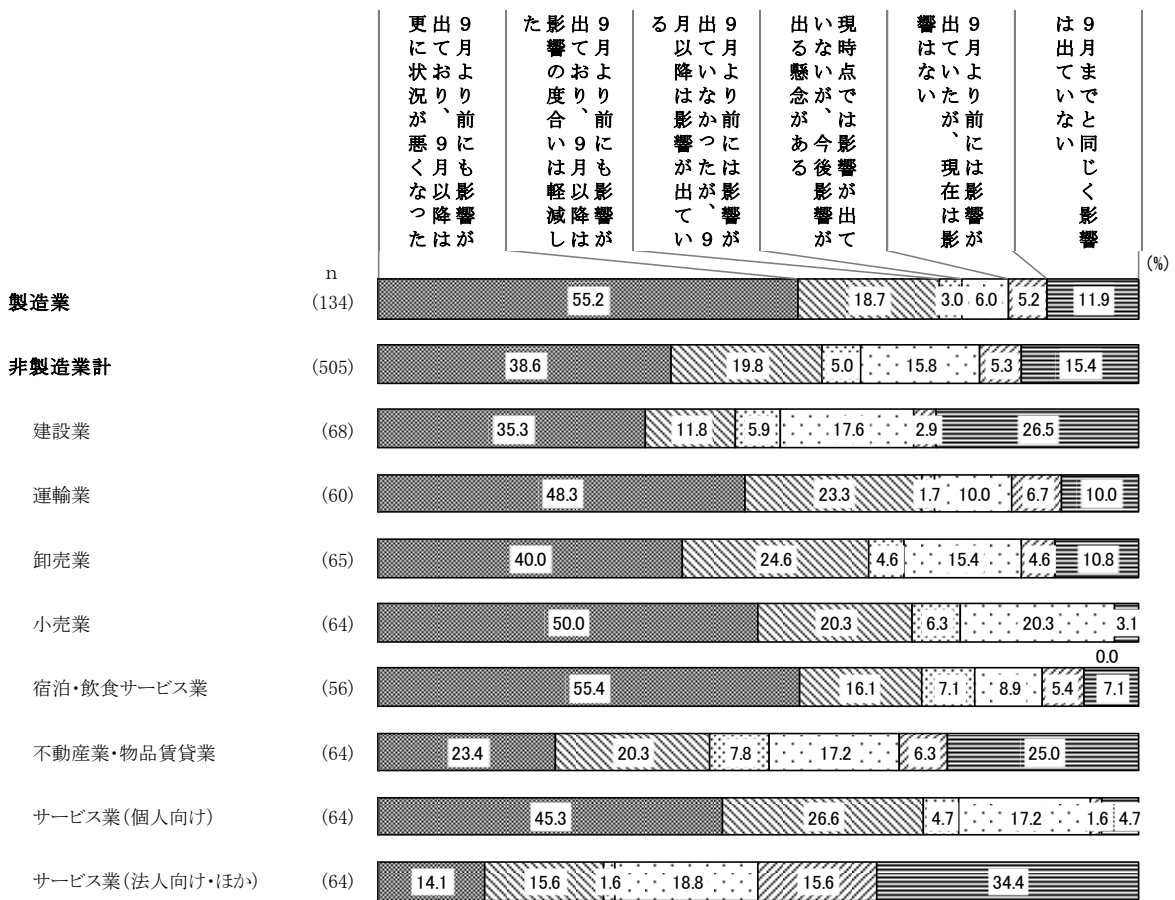 ９月より前にも影響が
出ており、９月以降は
更に状況が悪くなった
９月より前にも影響が
出ており、９月以降は
影響の度合いは軽減し
た
９月より前には影響が
出ていなかったが、９
月以降は影響が出てい
る
現時点では影響が出て
いないが、今後影響が
出る懸念がある
９月より前には影響が
出ていたが、現在は影
響はない
９月までと同じく影響
は出ていない
(%)
n
製造業 (134) 55.2 18.7 3.0 6.0 5.2 11.9
非製造業計 (505) 38.6 19.8 5.0 15.8 5.3 15.4
建設業 (68) 35.3 11.8 5.9 17.6 2.9 26.5
運輸業 (60) 48.3 23.3 1.7 10.0 6.7 10.0
卸売業 (65) 40.0 24.6 4.6 15.4 4.6 10.8
小売業 (64) 50.0 20.3 6.3 20.3 3.1
0.0
宿泊・飲食サービス業 (56) 55.4 16.1 7.1 8.9 5.4 7.1
不動産業・物品賃貸業 (64) 23.4 20.3 7.8 17.2 6.3 25.0
サービス業（個人向け） (64) 45.3 26.6 4.7 17.2 1.6 4.7
サービス業（法人向け・ほか） (64) 14.1 15.6 1.6 18.8 15.6 34.4